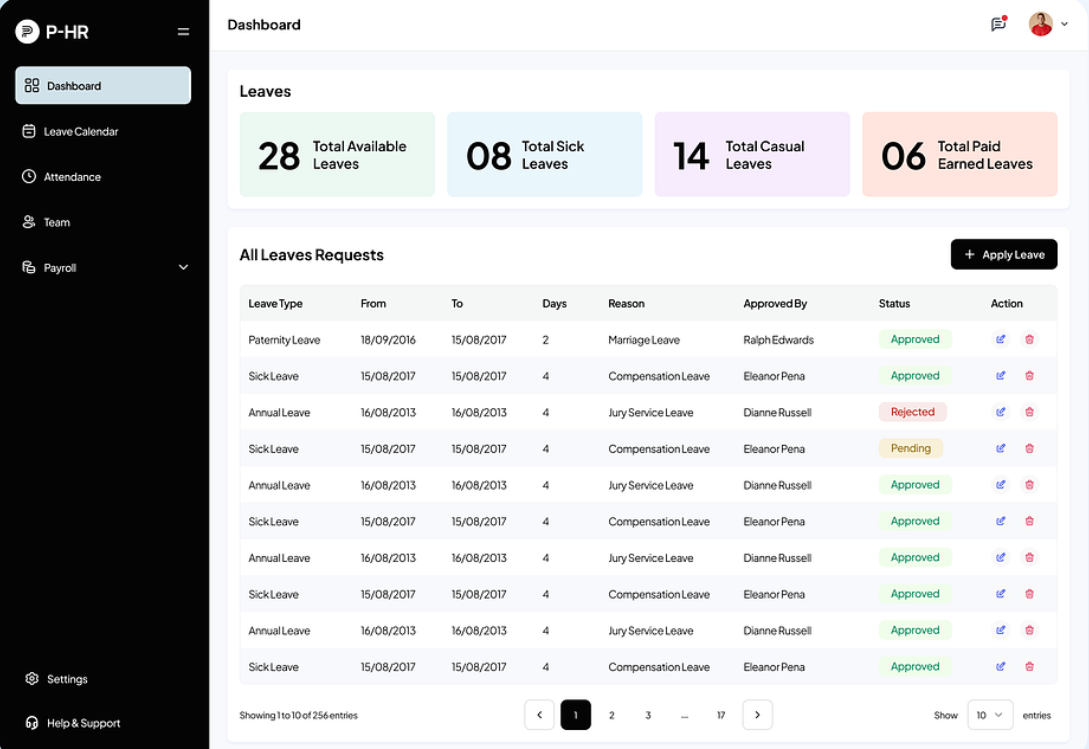 P-HR
Dashboard
Dashboard
Leave Calendar
Attendance
Team
Payroll
Settings
Help & Support
Leaves
28 Total Available
Leaves
08 Total Sick
Leaves
14 Total Casual
Leaves
06 Total Paid
Earned Leaves
All Leaves Requests
+ Apply Leave
Leave Type From To Days Reason Approved By Status Action
Paternity Leave 18/09/2016 15/08/2017 2 Marriage Leave Ralph Edwards Approved
Sick Leave 15/08/2017 15/08/2017 4 Compensation Leave Eleanor Pena Approved
Annual Leave 16/08/2013 16/08/2013 4 Jury Service Leave Dianne Russell Rejected
Sick Leave 15/08/2017 15/08/2017 4 Compensation Leave Eleanor Pena Pending
Annual Leave 16/08/2013 16/08/2013 4 Jury Service Leave Dianne Russell Approved
Sick Leave 15/08/2017 15/08/2017 4 Compensation Leave Eleanor Pena Approved
Annual Leave 16/08/2013 16/08/2013 4 Jury Service Leave Dianne Russell Approved
Sick Leave 15/08/2017 15/08/2017 4 Compensation Leave Eleanor Pena Approved
Annual Leave 16/08/2013 16/08/2013 4 Jury Service Leave Dianne Russell Approved
Sick Leave 15/08/2017 15/08/2017 4 Compensation Leave Eleanor Pena Approved
Showing 1 to 10 of 256 entries 1 2 3 ... 17 Show 10 entries